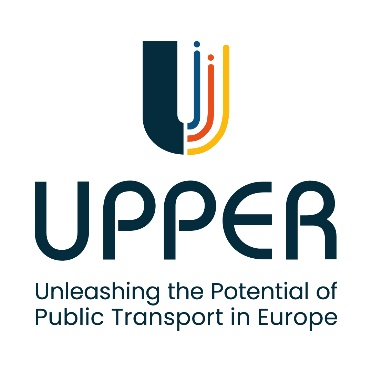 UPPER
Unleashing the Potential of
Public Transport in Europe